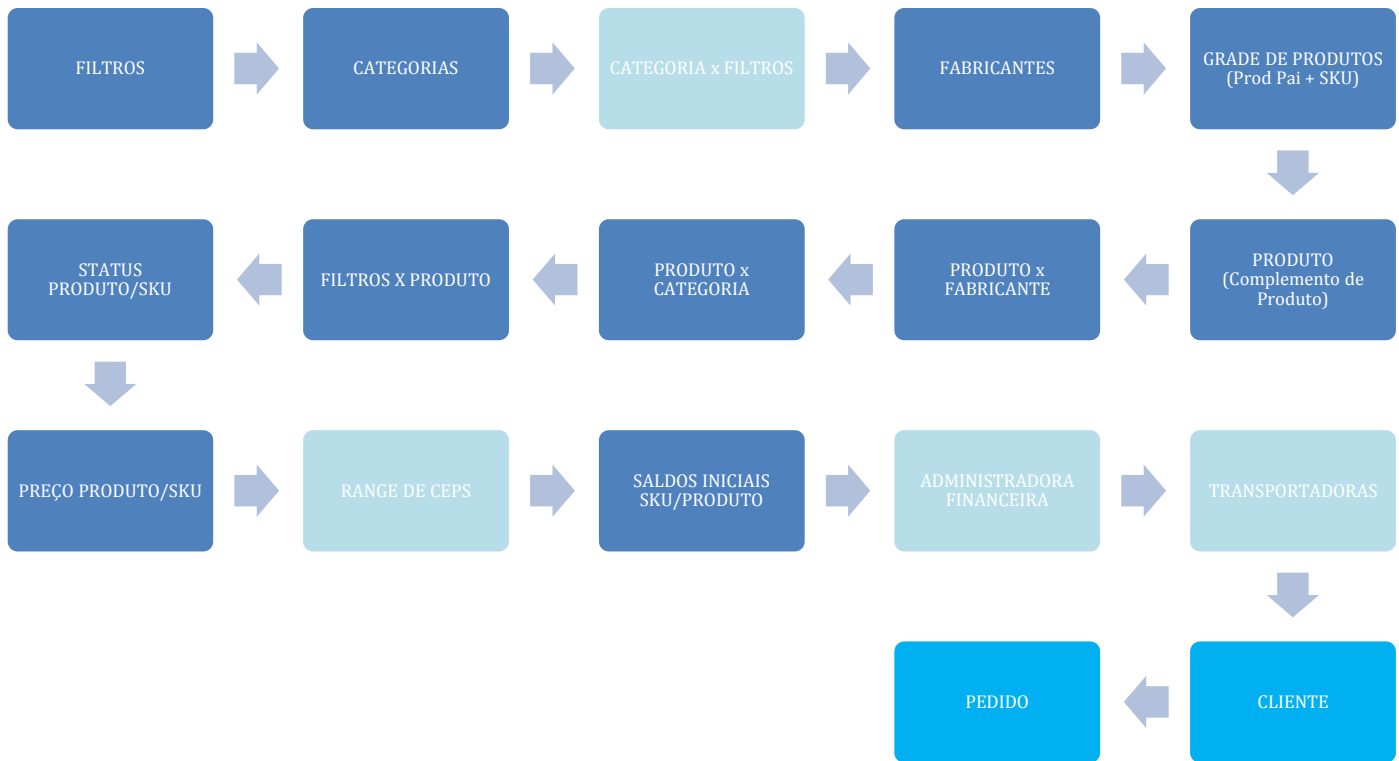 FILTROS
CATEGORIAS
CATEGORIA x FILTROS
FABRICANTES
GRADE DE PRODUTOS
(Prod Pai + SKU)
STATUS
PRODUTO/SKU
FILTROS X PRODUTO
PRODUTO x
CATEGORIA
PRODUTO x
FABRICANTE
PRODUTO
(Complemento de
Produto)
PREÇO PRODUTO/SKU
RANGE DE CEPS
SALDOS INICIAIS
SKU/PRODUTO
ADMINISTRADORA
FINANCEIRA
TRANSPORTADORAS
PEDIDO
CLIENTE